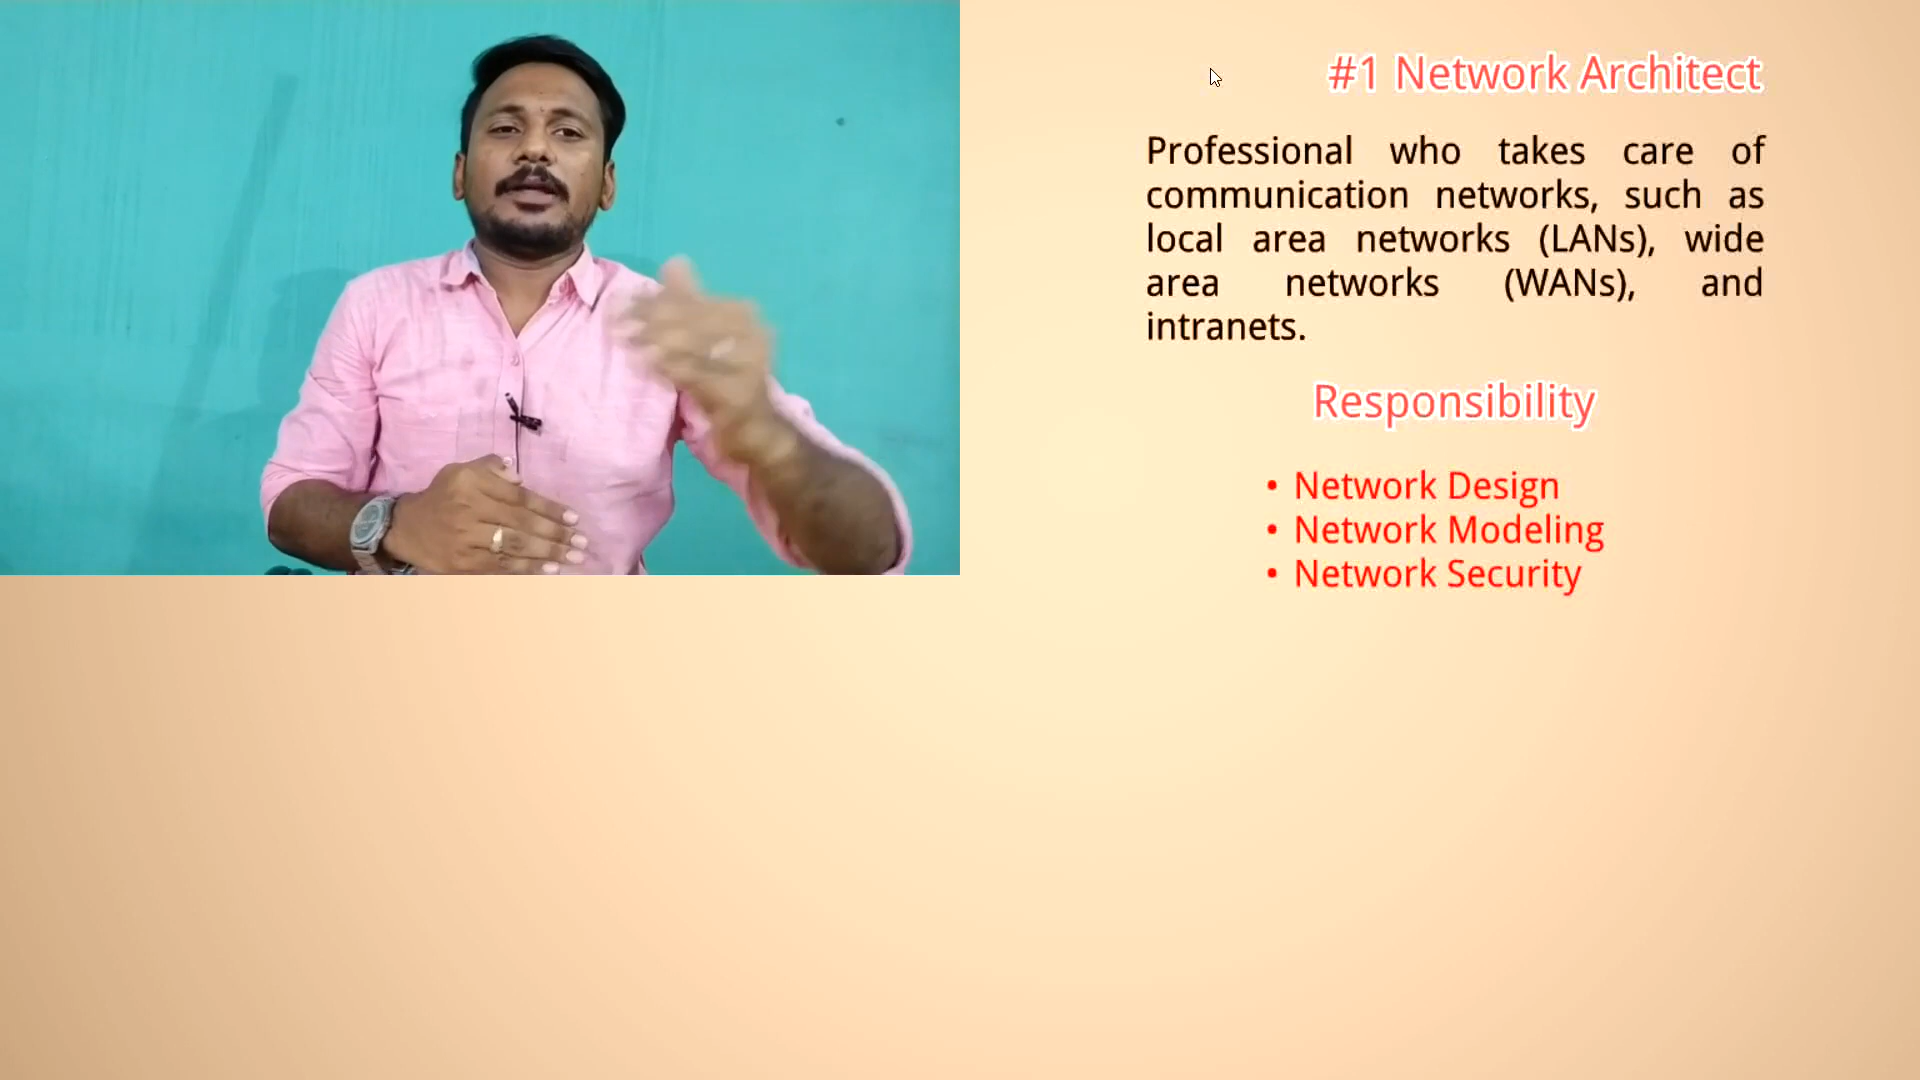 #1 Network Architect
Professional who takes care of
communication networks, such as
local area networks (LANs), wide
area networks (WANs), and
intranets.
Responsibility
• Network Design
• Network Modeling
• Network Security